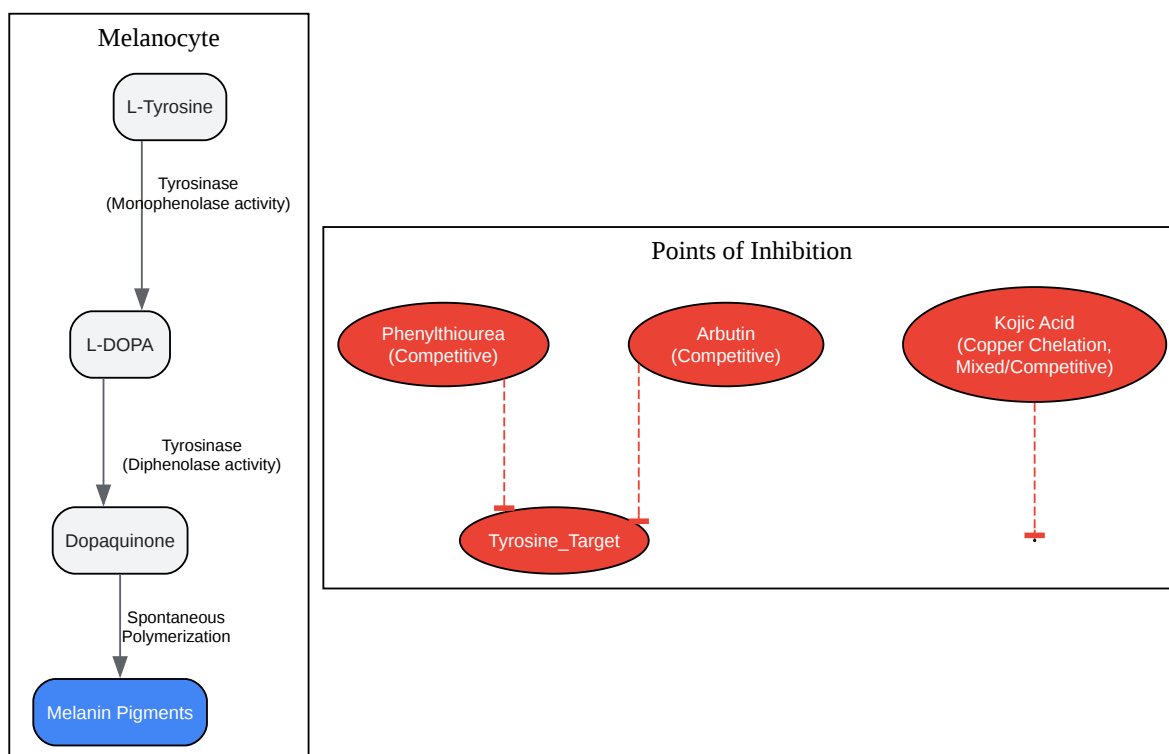 Melanocyte
L-Tyrosine
Tyrosinase
(Monophenolase activity)
L-DOPA
Tyrosinase
(Diphenolase activity)
Dopaquinone
Spontaneous
Polymerization
Melanin Pigments
Points of Inhibition
Phenylthiourea
(Competitive)
Arbutin
(Competitive)
Kojic Acid
(Copper Chelation,
Mixed/Competitive)
Tyrosine_Target